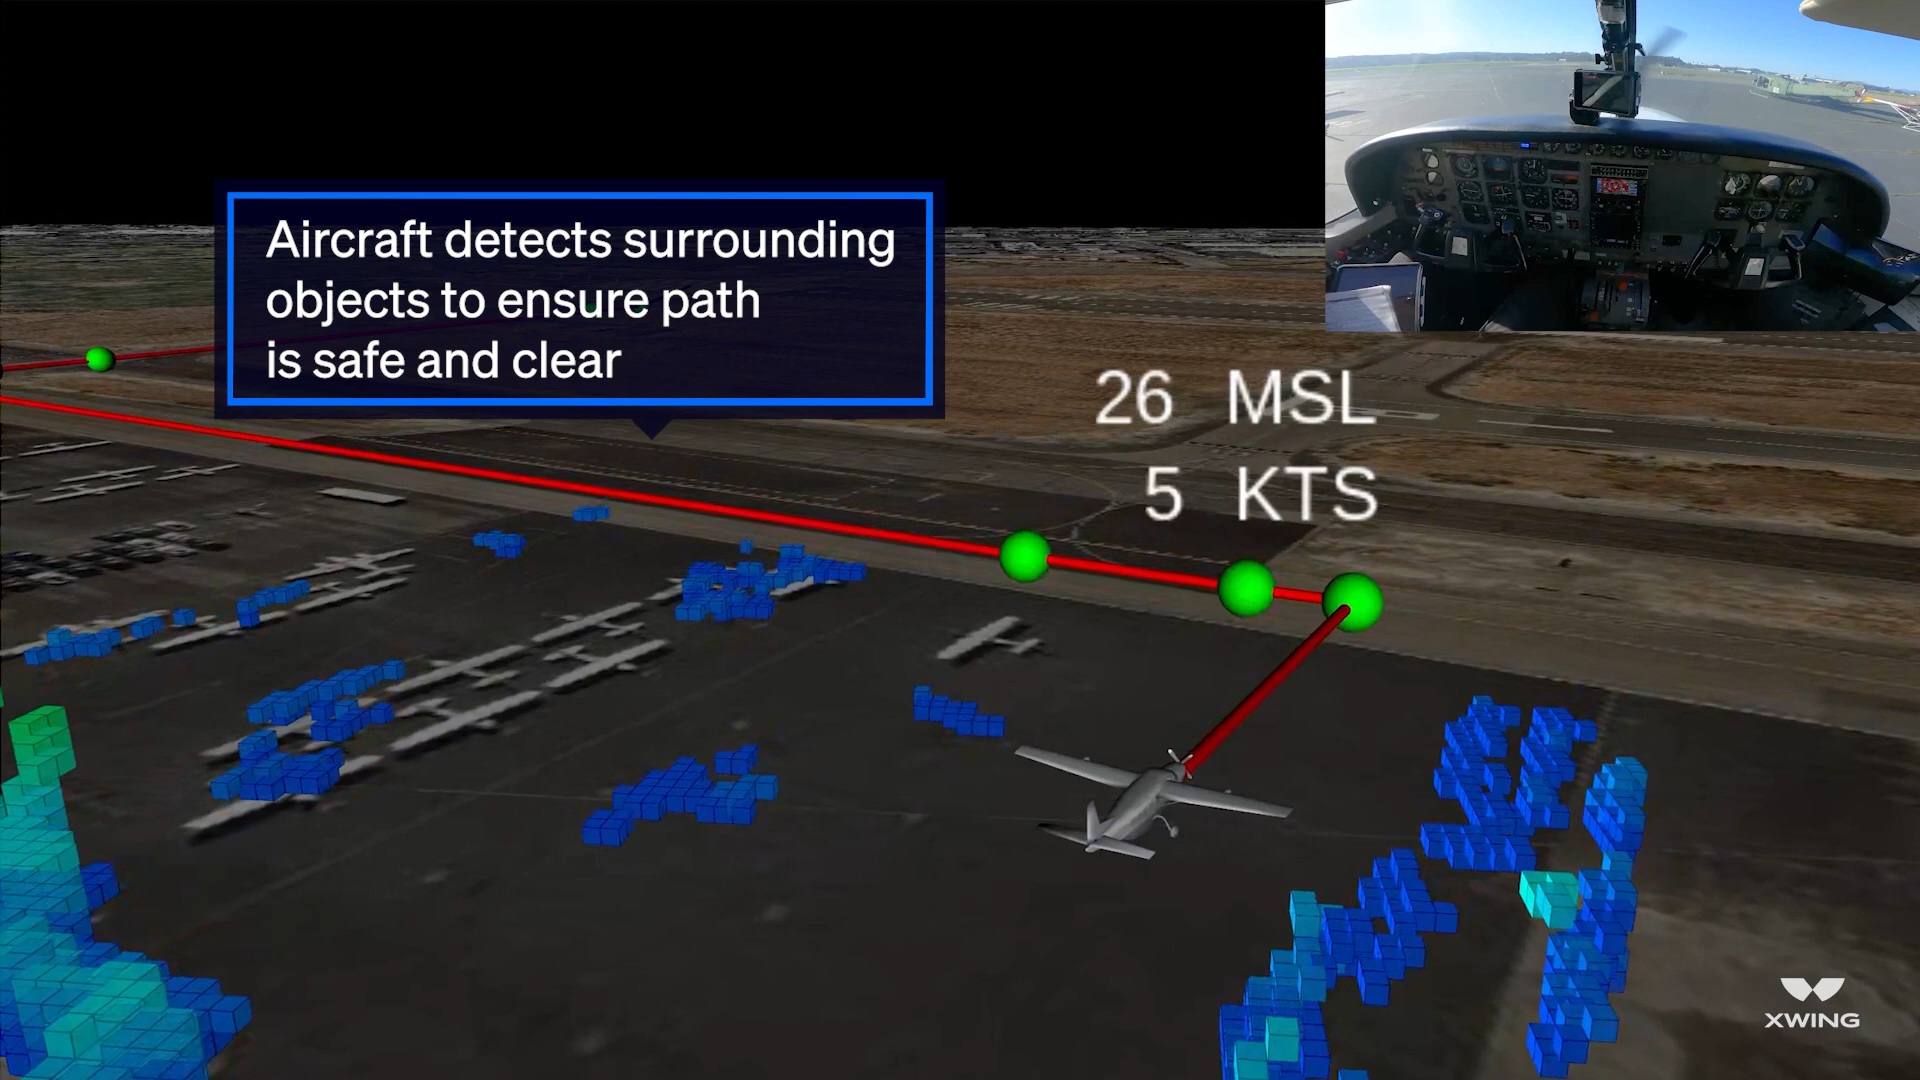 Aircraft detects surrounding
objects to ensure path
is safe and clear
26 MSL
5 KTS
XWING